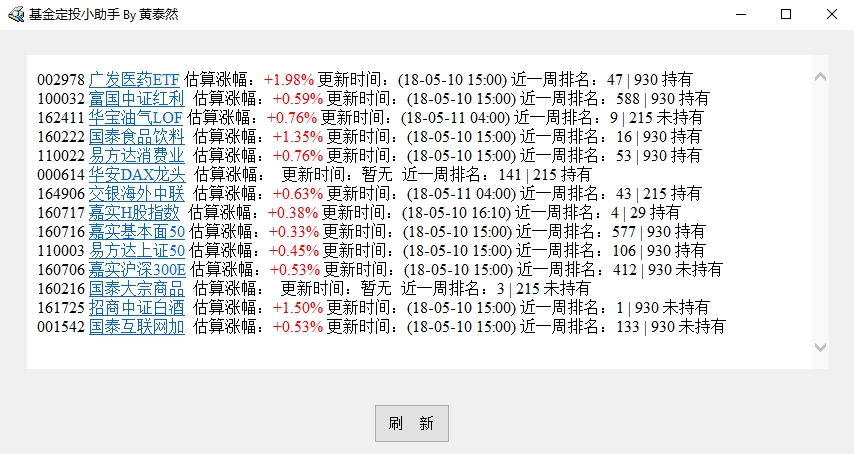 基金定投小助手 By 黄泰然
002978 广发医药ETF 估算涨幅：+1.98% 更新时间：(18-05-10 15:00) 近一周排名：47 | 930 持有
100032 富国中证红利 估算涨幅：+0.59% 更新时间：(18-05-10 15:00) 近一周排名：588 | 930 持有
162411 华宝油气LOF 估算涨幅：+0.76% 更新时间：(18-05-11 04:00) 近一周排名：9 | 215 未持有
160222 国泰食品饮料 估算涨幅：+1.35% 更新时间：(18-05-10 15:00) 近一周排名：16 | 930 持有
110022 易方达消费业 估算涨幅：+0.76% 更新时间：(18-05-10 15:00) 近一周排名：53 | 930 持有
000614 华安DAX龙头 估算涨幅： 更新时间：暂无 近一周排名：141 | 215 持有
164906 交银海外中联 估算涨幅：+0.63% 更新时间：(18-05-11 04:00) 近一周排名：43 | 215 持有
160717 嘉实H股指数 估算涨幅：+0.38% 更新时间：(18-05-10 16:10) 近一周排名：4 | 29 持有
160716 嘉实基本面50 估算涨幅：+0.33% 更新时间：(18-05-10 15:00) 近一周排名：577 | 930 持有
110003 易方达上证50 估算涨幅：+0.45% 更新时间：(18-05-10 15:00) 近一周排名：106 | 930 持有
160706 嘉实沪深300E 估算涨幅：+0.53% 更新时间：(18-05-10 15:00) 近一周排名：412 | 930 未持有
160216 国泰大宗商品 估算涨幅： 更新时间：暂无 近一周排名：3 | 215 未持有
161725 招商中证白酒 估算涨幅：+1.50% 更新时间：(18-05-10 15:00) 近一周排名：1 | 930 未持有
001542 国泰互联网加 估算涨幅：+0.53% 更新时间：(18-05-10 15:00) 近一周排名：133 | 930 未持有
刷 新